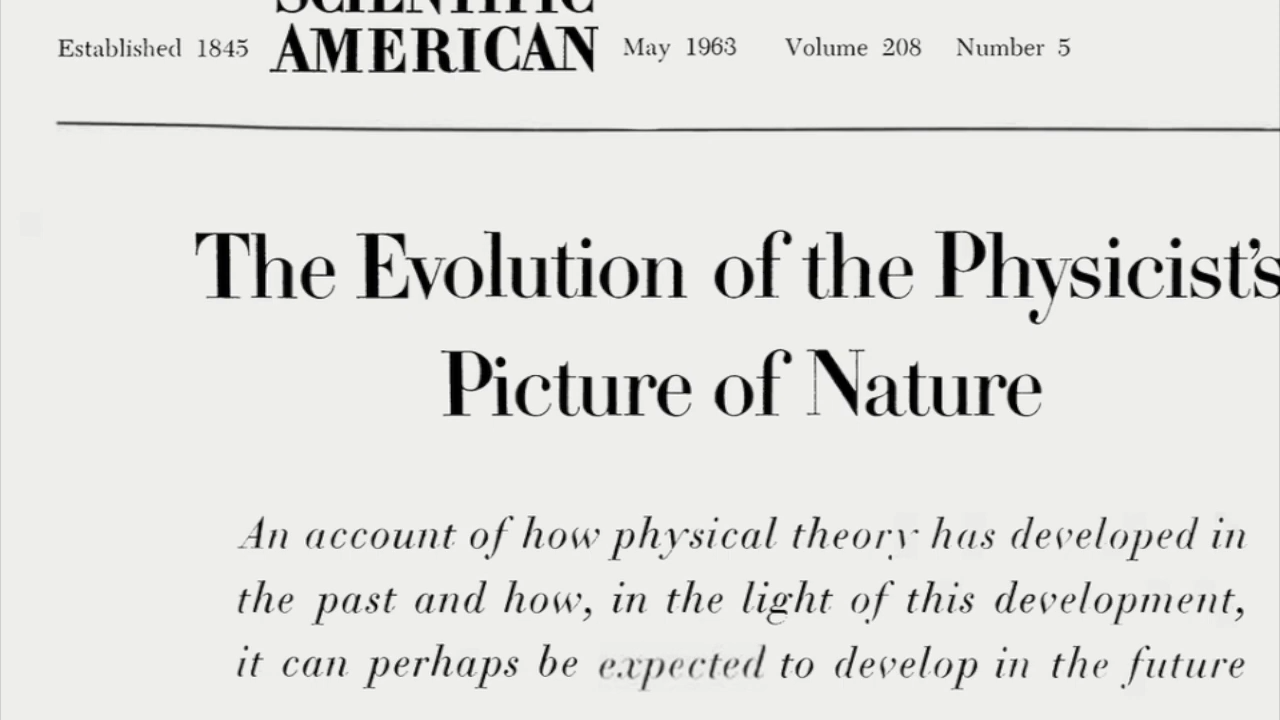 SCIENTIFIC
Established 1845 AMERICAN May 1963 Volume 208 Number 5
The Evolution of the Physicist's
Picture of Nature
An account of how physical theory has developed in
the past and how, in the light of this development,
it can perhaps be expected to develop in the future